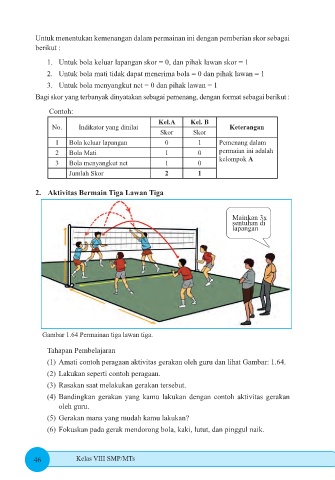 Untuk menentukan kemenangan dalam permainan ini dengan pemberian skor sebagai
berikut :
1. Untuk bola keluar lapangan skor = 0, dan pihak lawan skor = 1
2. Untuk bola mati tidak dapat menerima bola = 0 dan pihak lawan = 1
3. Untuk bola menyangkut net = 0 dan pihak lawan = 1
Bagi skor yang terbanyak dinyatakan sebagai pemenang, dengan format sebagai berikut :
Contoh:
No. Indikator yang dinilai Kel.A Kel. B Keterangan
Skor Skor
1 Bola keluar lapangan 0 1 Pemenang dalam
2 Bola Mati 1 0 permaian ini adalah
3 Bola menyangkut net 1 0 kelompok A
Jumlah Skor 2 1
2. Aktivitas Bermain Tiga Lawan Tiga
Mainkan 3x
sentuhan di
lapangan
Gambar 1.64 Permainan tiga lawan tiga.
Tahapan Pembelajaran
(1) Amati contoh peragaan aktivitas gerakan oleh guru dan lihat Gambar: 1.64.
(2) Lakukan seperti contoh peragaan.
(3) Rasakan saat melakukan gerakan tersebut.
(4) Bandingkan gerakan yang kamu lakukan dengan contoh aktivitas gerakan
oleh guru.
(5) Gerakan mana yang mudah kamu lakukan?
(6) Fokuskan pada gerak mendorong bola, kaki, lutut, dan pinggul naik.
46 Kelas VIII SMP/MTs